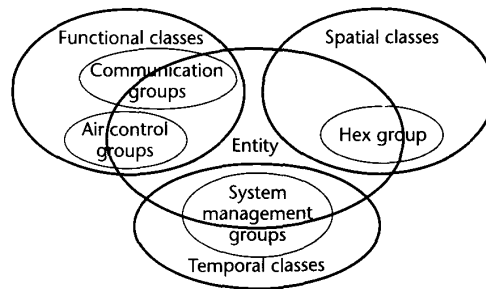 Functional classes
Spatial classes
Communication
groups
Air control
groups
Entity
Hex group
System
management
groups
Temporal classes